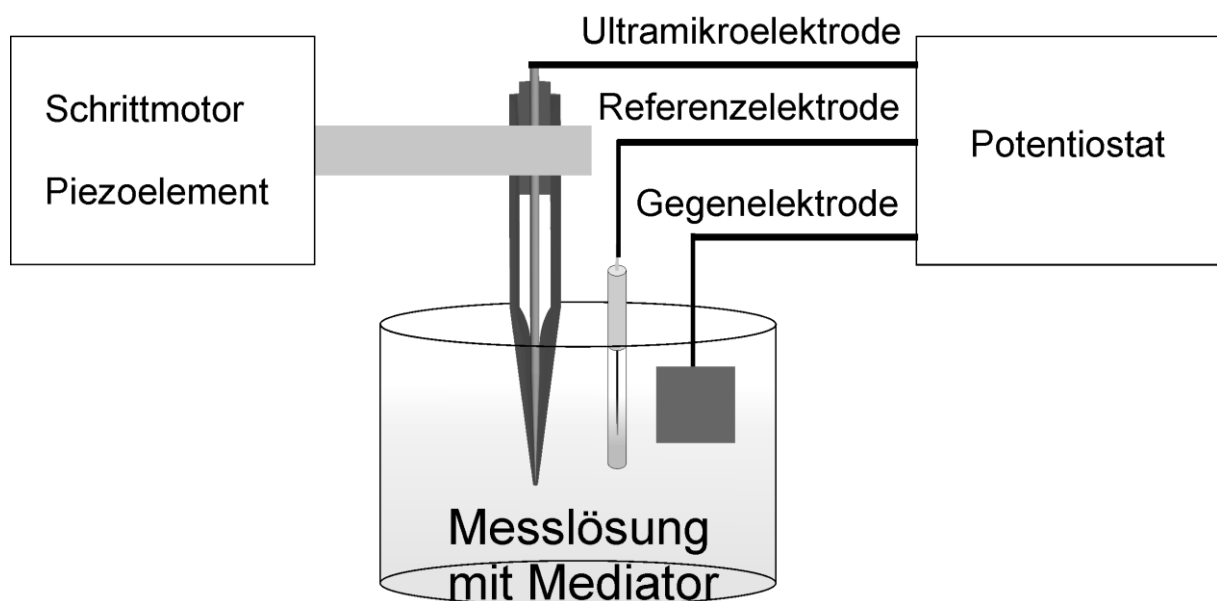 Schrittmotor
Piezoelement
Ultramikroelektrode
Referenzelektrode
Gegenelektrode
Potentiostat
Messlösung
mit Mediator